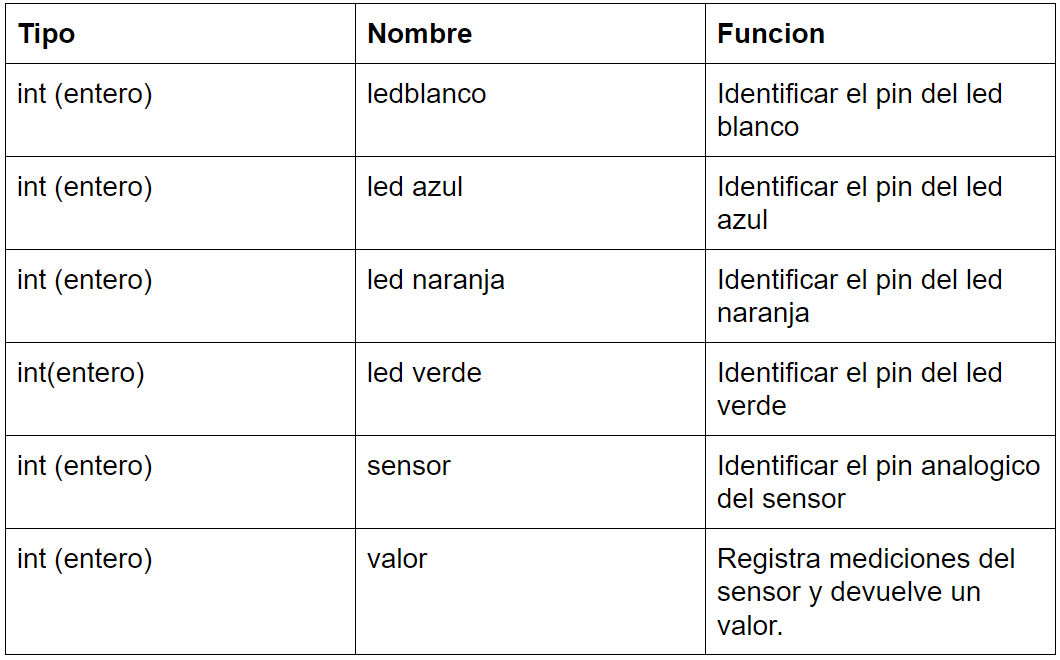 Tipo Nombre Funcion
int (entero) ledblanco Identificar el pin del led
blanco
int (entero) led azul Identificar el pin del led
azul
int (entero) led naranja Identificar el pin del led
naranja
int(entero) led verde Identificar el pin del led
verde
int (entero) sensor Identificar el pin analogico
del sensor
int (entero) valor Registra mediciones del
sensor y devuelve un
valor.